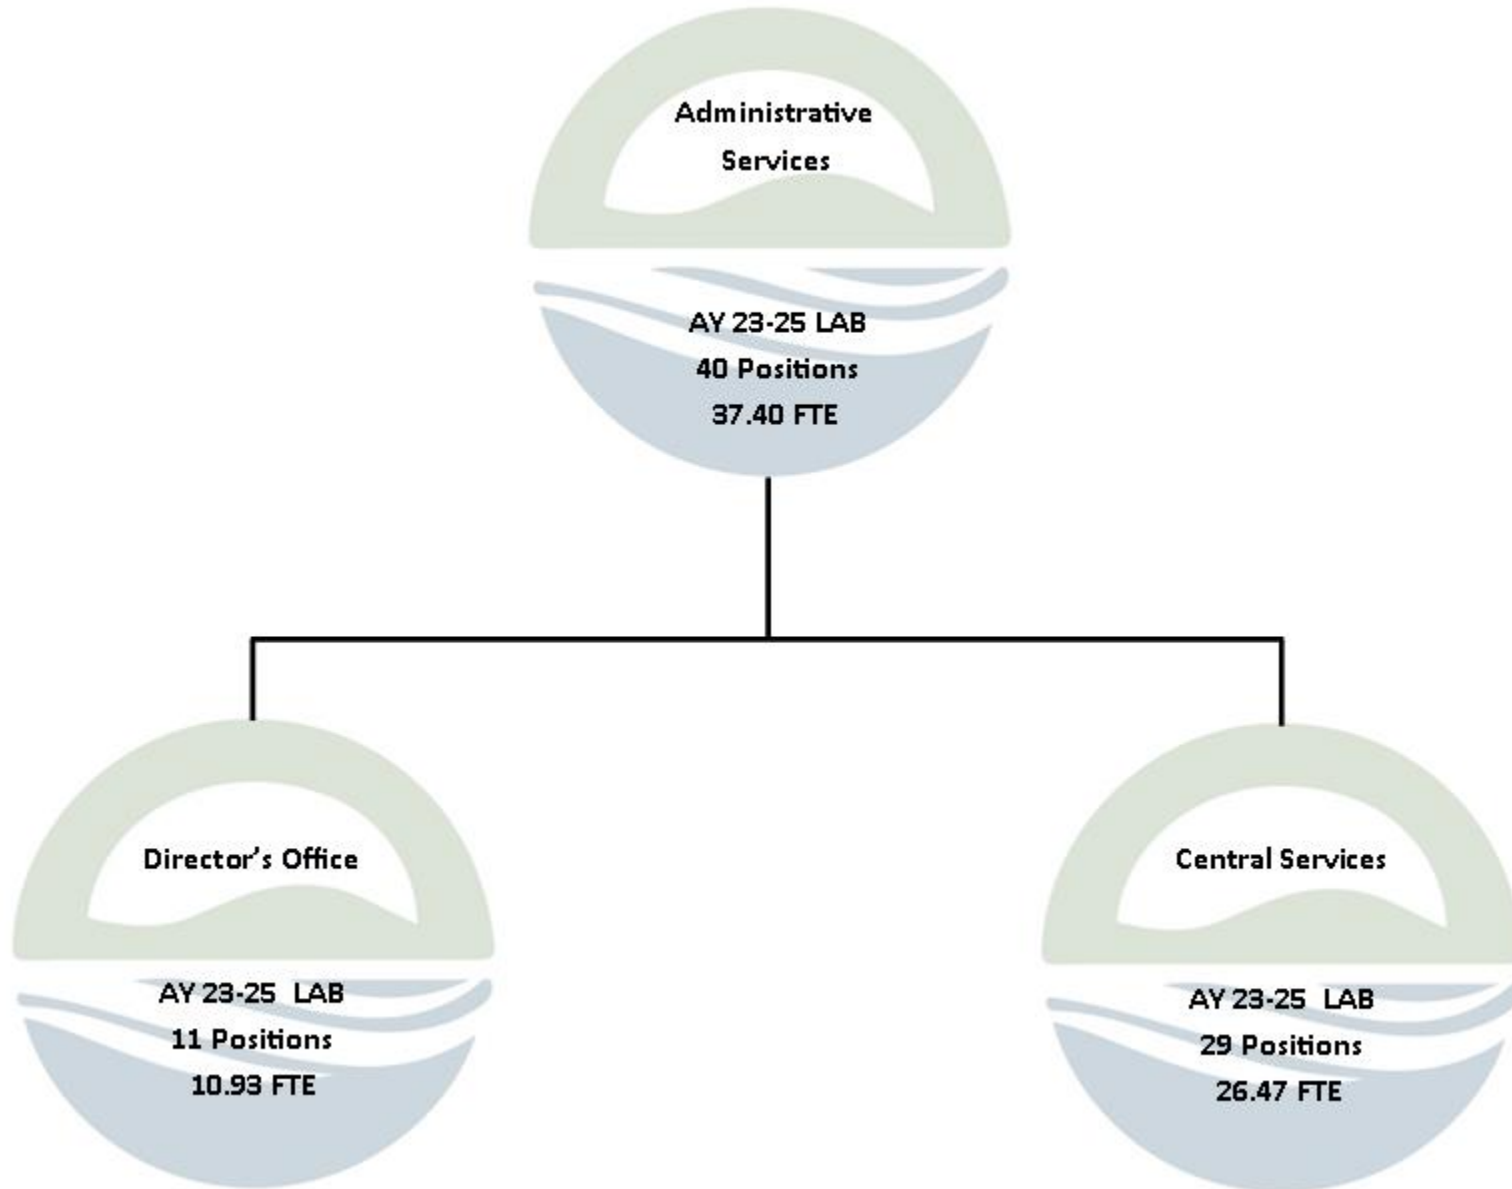 Administrative
Services
AY 23-25 LAB
40 Positions
37.40 FTE
Director's Office
AY 23-25  LAB
11 Positions
10.93 FTE
Central Services
AY 23-25  LAB
29 Positions
26.47 FTE